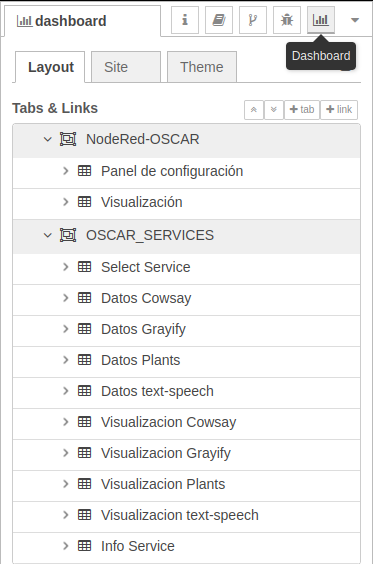 dashboard
Dashboard
Layout
Site
Theme
Tabs & Links
tab
link
NodeRed-OSCAR
Panel de configuración
Visualización
OSCAR_SERVICES
Select Service
Datos Cowsay
Datos Grayify
Datos Plants
Datos text-speech
Visualizacion Cowsay
Visualizacion Grayify
Visualizacion Plants
Visualizacion text-speech
Info Service